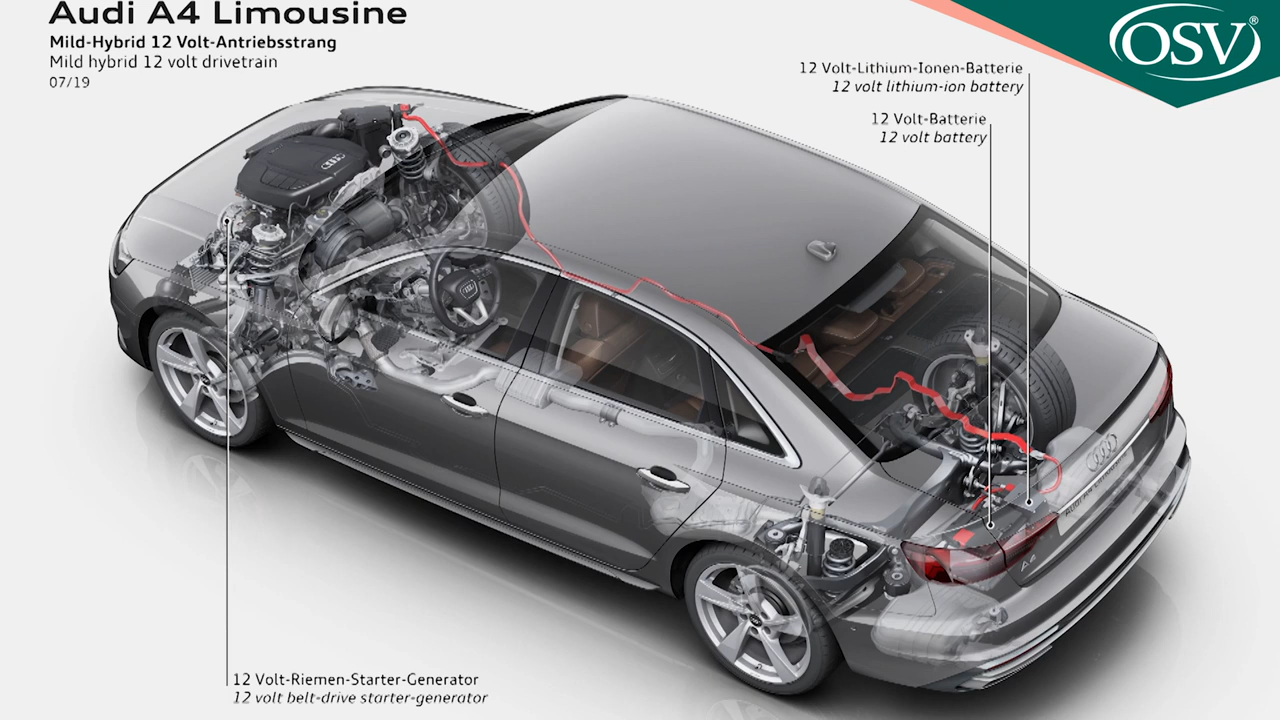 Audi A4 Limousine
Mild-Hybrid 12 Volt-Antriebsstrang
Mild hybrid 12 volt drivetrain
07/19
OSV®
12 Volt-Lithium-Ionen-Batterie
12 volt lithium-ion battery
12 Volt-Batterie
12 volt battery
12 Volt-Riemen-Starter-Generator
12 volt belt-drive starter-generator